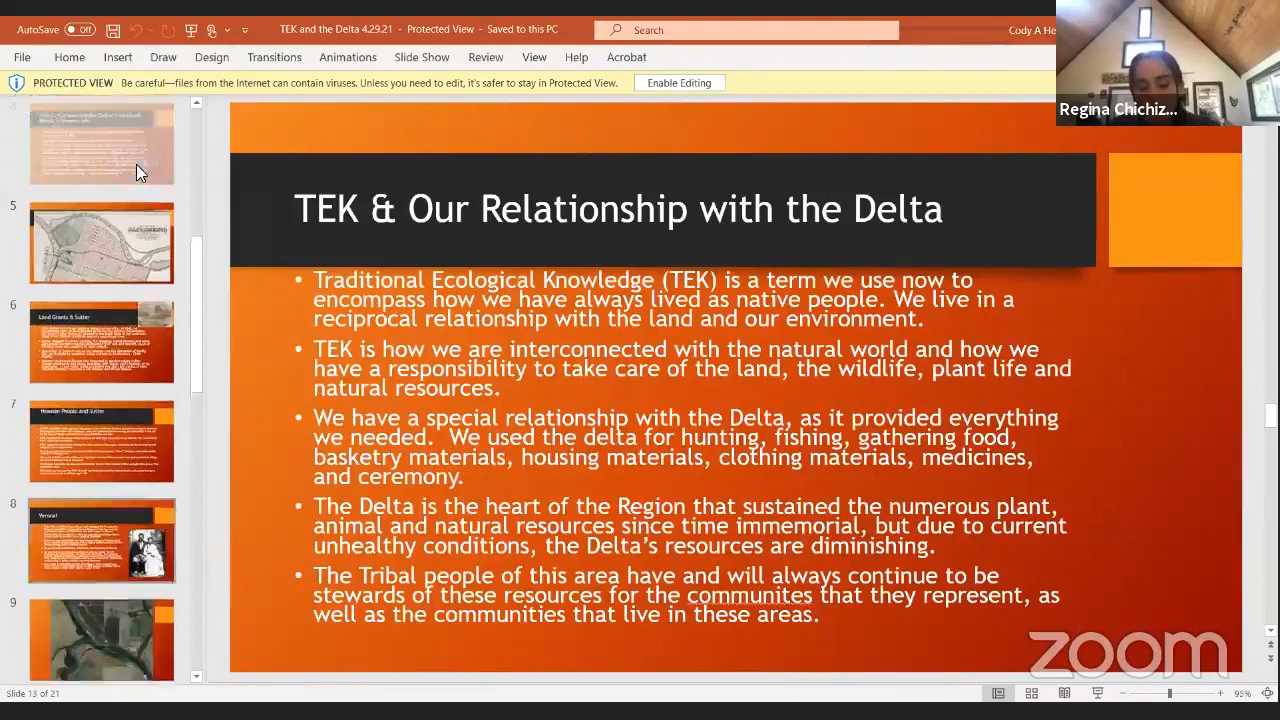 AutoSave Off TEK and the Delta 4.29.21 - Protected View - Saved to this PC Search Cody A He
File Home Insert Draw Design Transitions Animations Slide Show Review View Help Acrobat
PROTECTED VIEW Be careful—files from the Internet can contain viruses. Unless you need to edit, it's safer to stay in Protected View. Enable Editing
Regina Chichiz...
5
6
Land Grants & Sutter
7
Nisenan People and Sutter
8
9
TEK & Our Relationship with the Delta
• Traditional Ecological Knowledge (TEK) is a term we use now to
encompass how we have always lived as native people. We live in a
reciprocal relationship with the land and our environment.
• TEK is how we are interconnected with the natural world and how we
have a responsibility to take care of the land, the wildlife, plant life and
natural resources.
• We have a special relationship with the Delta, as it provided everything
we needed. We used the delta for hunting, fishing, gathering food,
basketry materials, housing materials, clothing materials, medicines,
and ceremony.
• The Delta is the heart of the Region that sustained the numerous plant,
animal and natural resources since time immemorial, but due to current
unhealthy conditions, the Delta's resources are diminishing.
• The Tribal people of this area have and will always continue to be
stewards of these resources for the communites that they represent, as
well as the communities that live in these areas.
zoom
Slide 13 of 21
95%